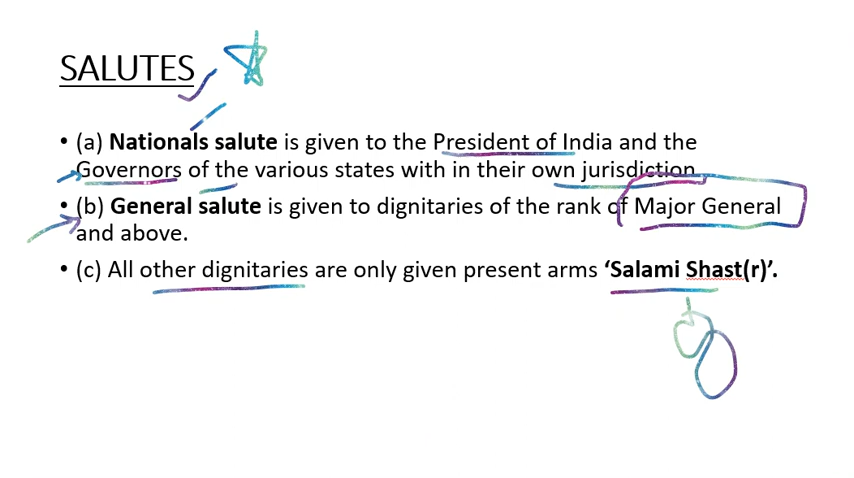 SALUTES
• (a) Nationals salute is given to the President of India and the
Governors of the various states with in their own jurisdiction.
• (b) General salute is given to dignitaries of the rank of Major General
and above.
• (c) All other dignitaries are only given present arms ‘Salami Shast(r)’.